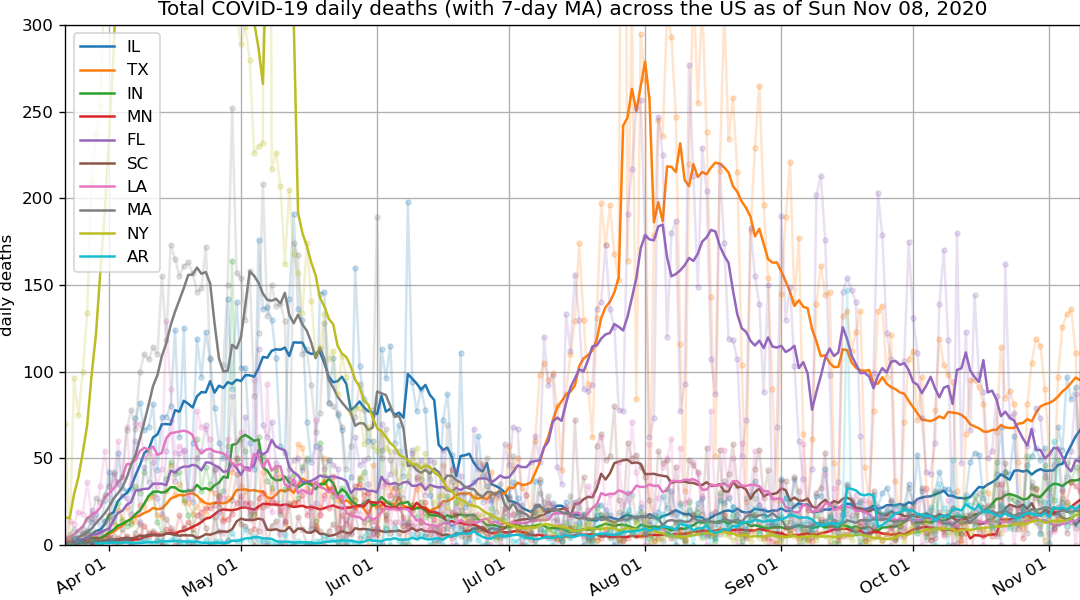 Total COVID-19 daily deaths (with 7-day MA) across the US as of Sun Nov 08, 2020
daily deaths
300
250
200
150
100
50
0
IL
TX
IN
MN
FL
SC
LA
MA
NY
AR
Apr 01
May 01
Jun 01
Jul 01
Aug 01
Sep 01
Oct 01
Nov 01